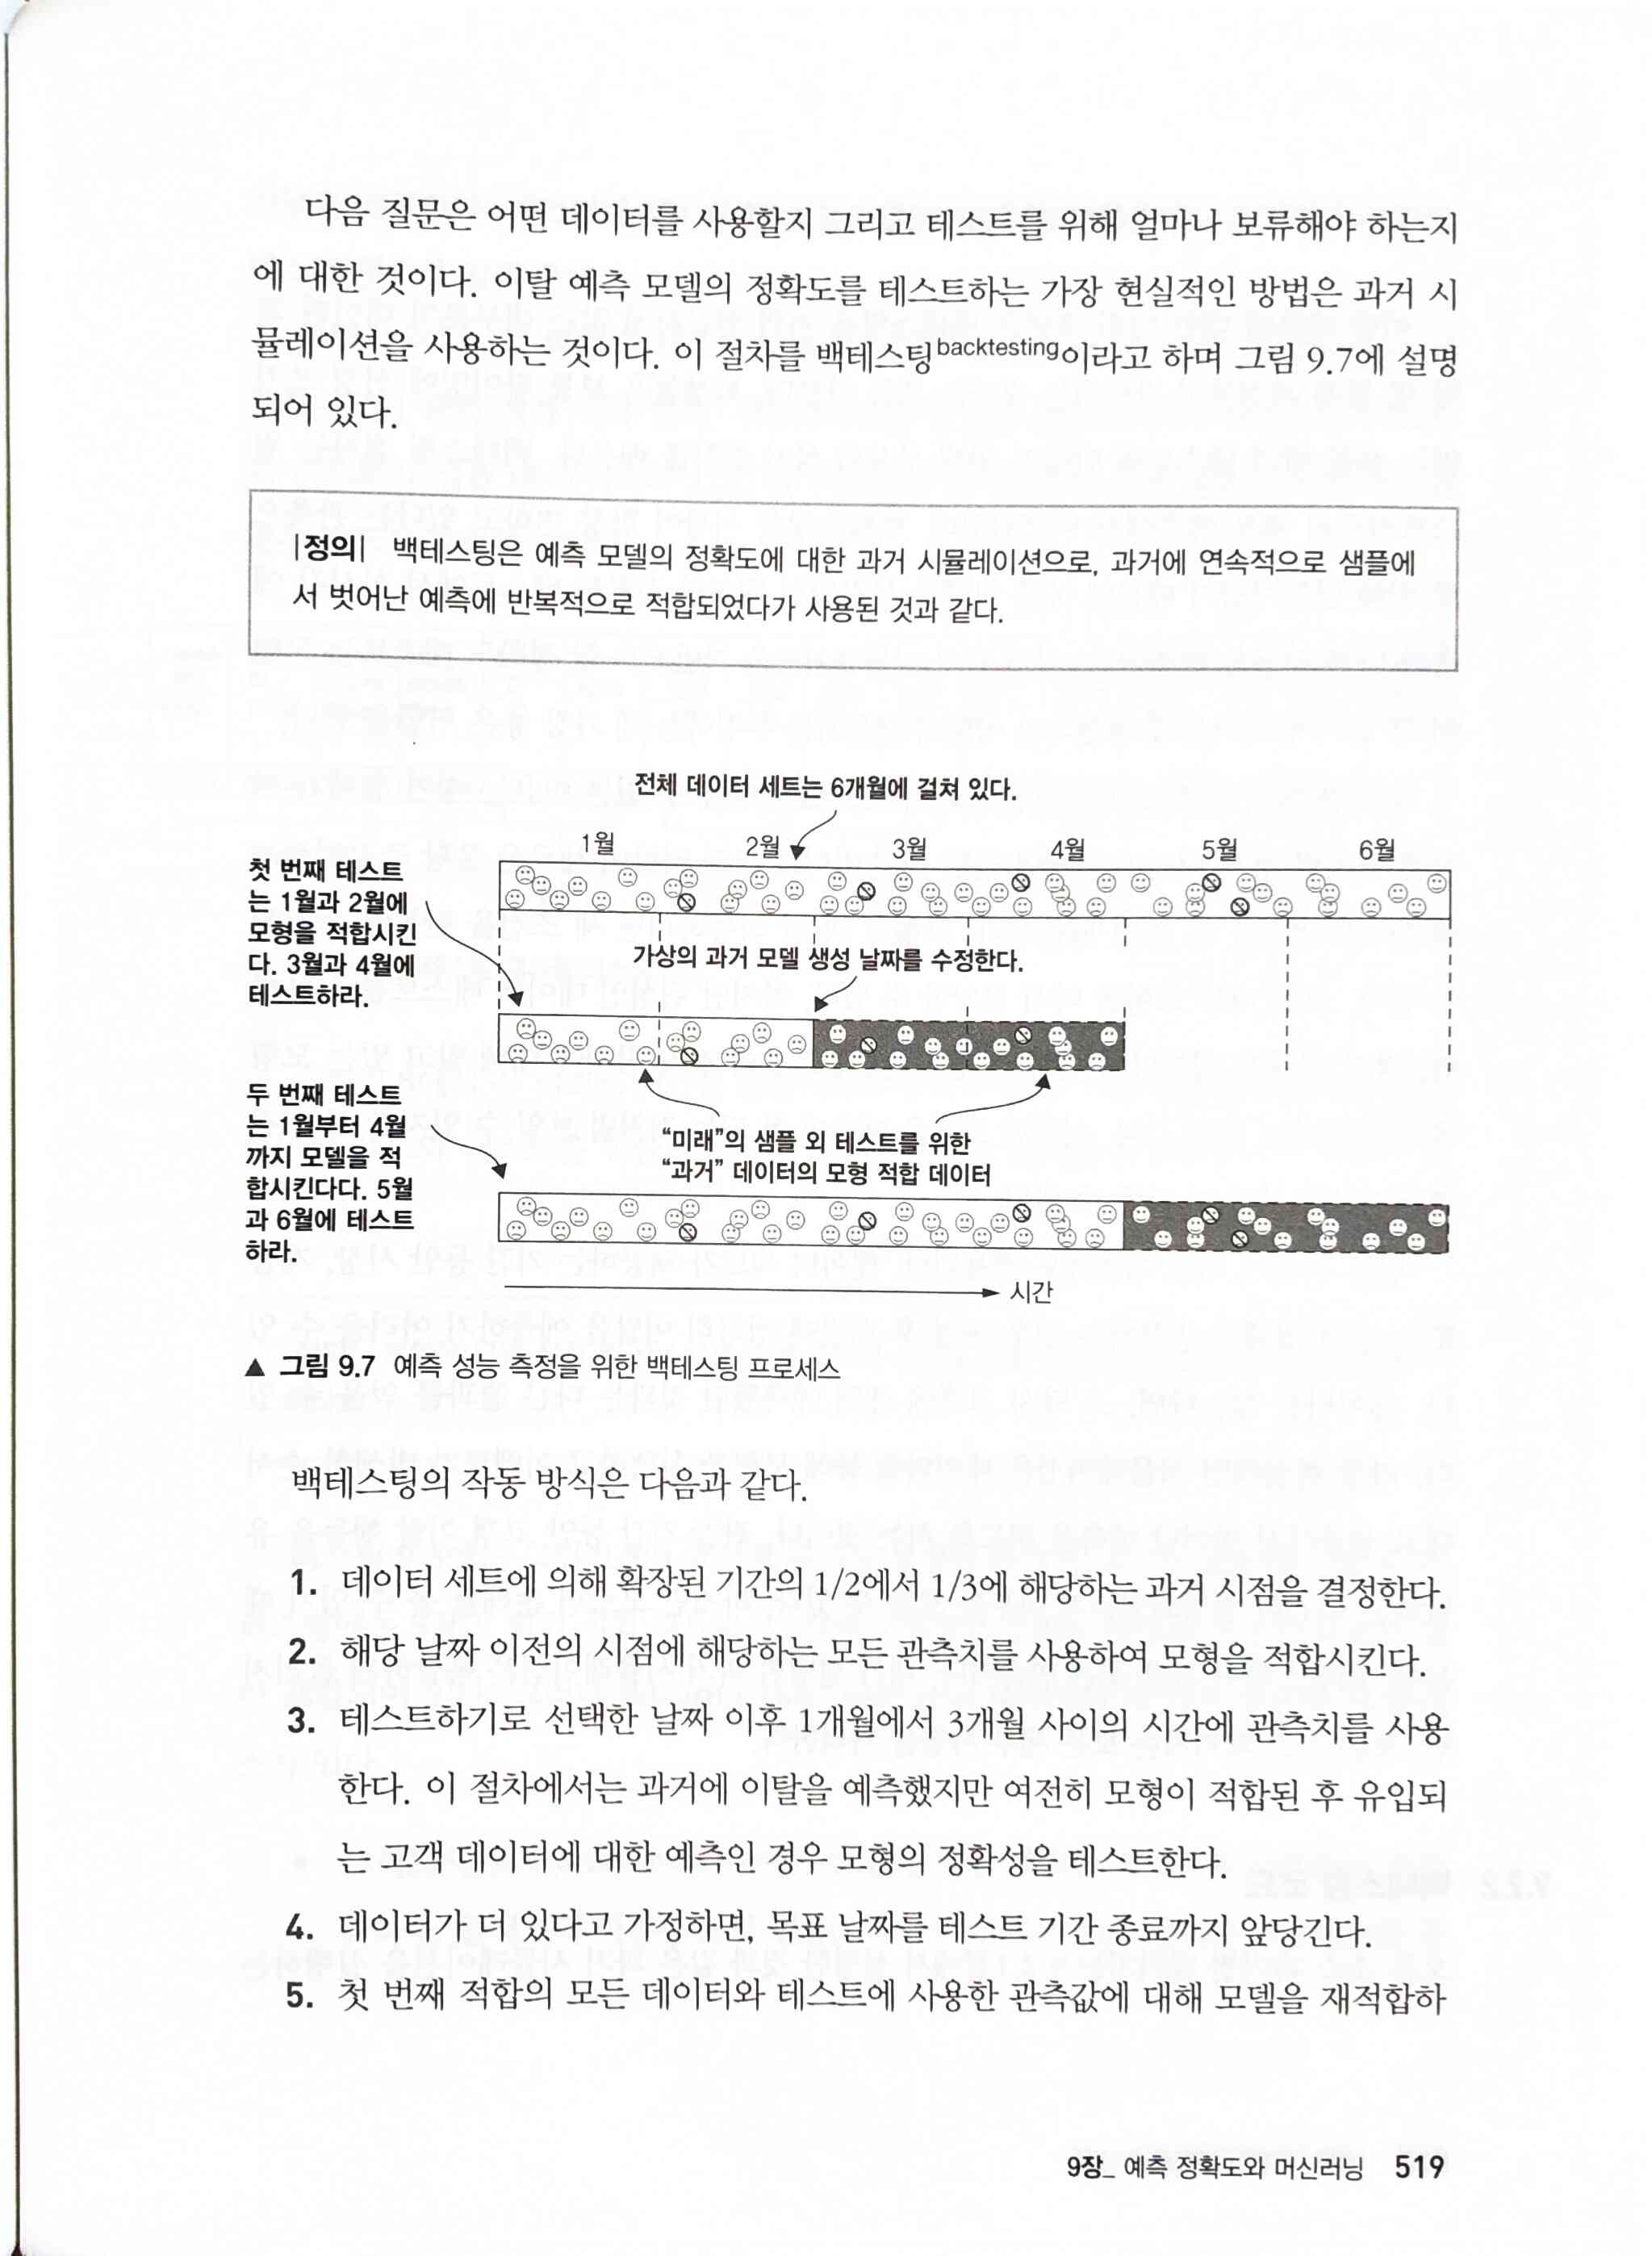 다음 질문은 어떤 데이터를 사용할지 그리고 테스트를 위해 얼마나 보류해야 하는지
에 대한 것이다. 이탈 예측 모델의 정확도를 테스트하는 가장 현실적인 방법은 과거 시
뮬레이션을 사용하는 것이다. 이 절차를 백테스팅backtesting이라고 하며 그림 9.7에 설명
되어 있다.
|정의| 백테스팅은 예측 모델의 정확도에 대한 과거 시뮬레이션으로, 과거에 연속적으로 샘플에
서 벗어난 예측에 반복적으로 적합되었다가 사용된 것과 같다.
전체 데이터 세트는 6개월에 걸쳐 있다.
1월 2월 3월 4월 5월 6월
첫 번째 테스트
는 1월과 2월에
모형을 적합시킨
다. 3월과 4월에
테스트하라.
가상의 과거 모델 생성 날짜를 수정한다.
두 번째 테스트
는 1월부터 4월
까지 모델을 적
합시킨다다. 5월
과 6월에 테스트
하라.
“미래”의 샘플 외 테스트를 위한
“과거” 데이터의 모형 적합 데이터
시간
▲ 그림 9.7 예측 성능 측정을 위한 백테스팅 프로세스
백테스팅의 작동 방식은 다음과 같다.
1. 데이터 세트에 의해 확장된 기간의 1/2에서 1/3에 해당하는 과거 시점을 결정한다.
2. 해당 날짜 이전의 시점에 해당하는 모든 관측치를 사용하여 모형을 적합시킨다.
3. 테스트하기로 선택한 날짜 이후 1개월에서 3개월 사이의 시간에 관측치를 사용
한다. 이 절차에서는 과거에 이탈을 예측했지만 여전히 모형이 적합된 후 유입되
는 고객 데이터에 대한 예측인 경우 모형의 정확성을 테스트한다.
4. 데이터가 더 있다고 가정하면, 목표 날짜를 테스트 기간 종료까지 앞당긴다.
5. 첫 번째 적합의 모든 데이터와 테스트에 사용한 관측값에 대해 모델을 재적합하
9장_ 예측 정확도와 머신러닝 519